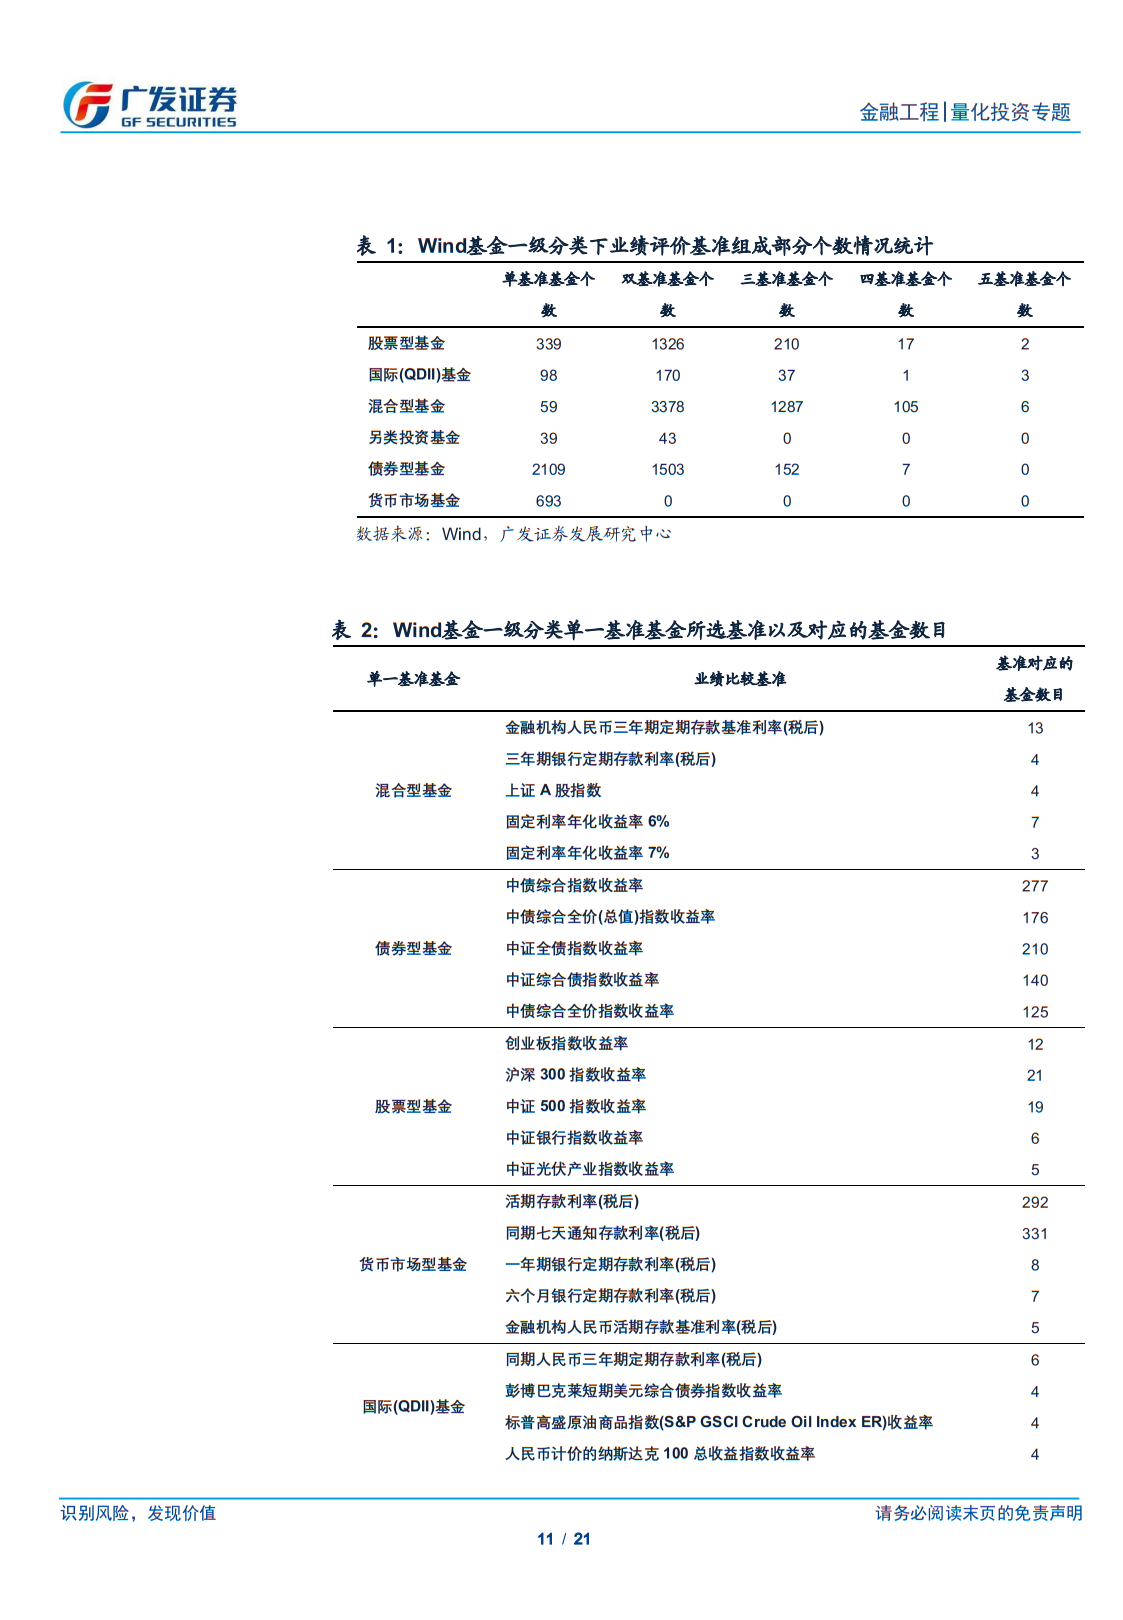 广发证券
GF SECURITIES
金融工程|量化投资专题
表 1：Wind基金一级分类下业绩评价基准组成部分个数情况统计
单基准基金个数 双基准基金个数 三基准基金个数 四基准基金个数 五基准基金个数
股票型基金 339 1326 210 17 2
国际(QDII)基金 98 170 37 1 3
混合型基金 59 3378 1287 105 6
另类投资基金 39 43 0 0 0
债券型基金 2109 1503 152 7 0
货币市场基金 693 0 0 0 0
数据来源：Wind，广发证券发展研究中心
表 2：Wind基金一级分类单一基准基金所选基准以及对应的基金数目
单一基准基金 业绩比较基准 基准对应的基金数目
金融机构人民币三年期定期存款基准利率(税后) 13
三年期银行定期存款利率(税后) 4
混合型基金 上证 A 股指数 4
固定利率年化收益率 6% 7
固定利率年化收益率 7% 3
中债综合指数收益率 277
中债综合全价(总值)指数收益率 176
债券型基金 中证全债指数收益率 210
中证综合债指数收益率 140
中债综合全价指数收益率 125
创业板指数收益率 12
沪深 300 指数收益率 21
股票型基金 中证 500 指数收益率 19
中证银行指数收益率 6
中证光伏产业指数收益率 5
活期存款利率(税后) 292
同期七天通知存款利率(税后) 331
货币市场型基金 一年期银行定期存款利率(税后) 8
六个月银行定期存款利率(税后) 7
金融机构人民币活期存款基准利率(税后) 5
同期人民币三年期定期存款利率(税后) 6
国际(QDII)基金 彭博巴克莱短期美元综合债券指数收益率 4
标普高盛原油商品指数(S&P GSCI Crude Oil Index ER)收益率 4
人民币计价的纳斯达克 100 总收益指数收益率 4
识别风险，发现价值 请务必阅读末页的免责声明
11 / 21